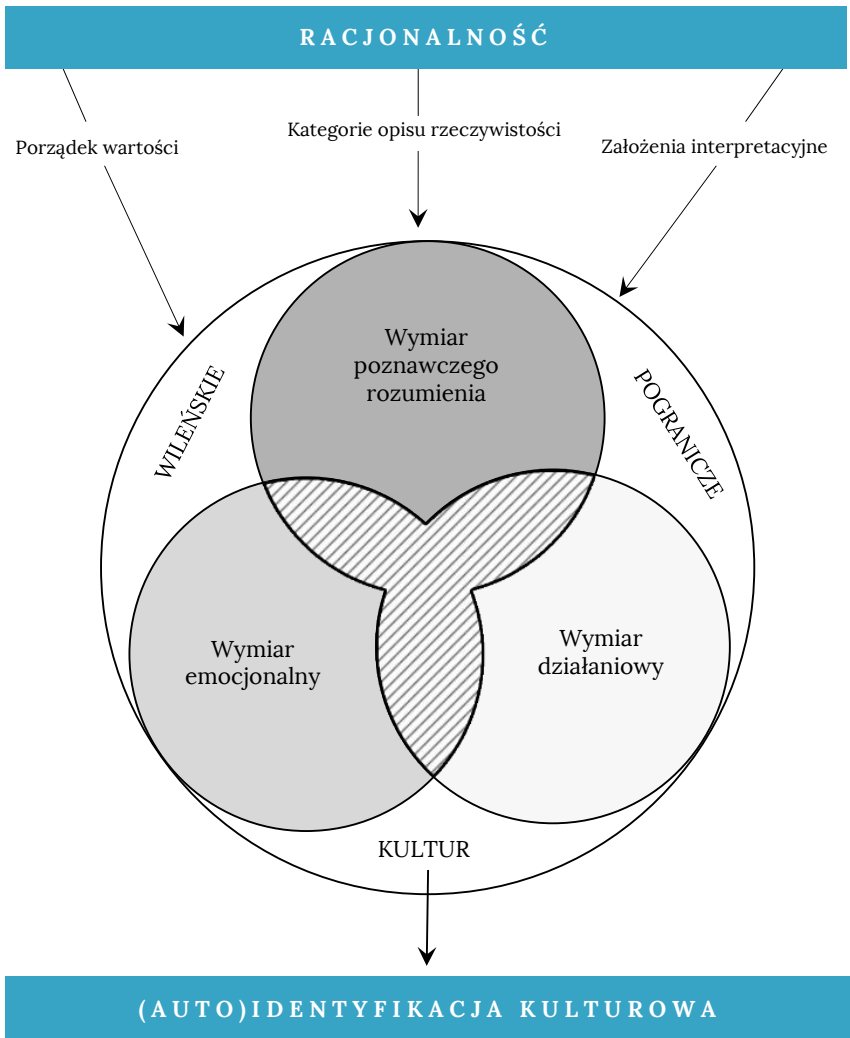 RACJONALNOŚĆ
Porządek wartości
Kategorie opisu rzeczywistości
Założenia interpretacyjne
Wymiar
poznawczego
rozumienia
WILEŃSKIE
POGRANICZE
Wymiar
emocjonalny
Wymiar
działaniowy
KULTUR
(AUTO)IDENTYFIKACJA KULTUROWA